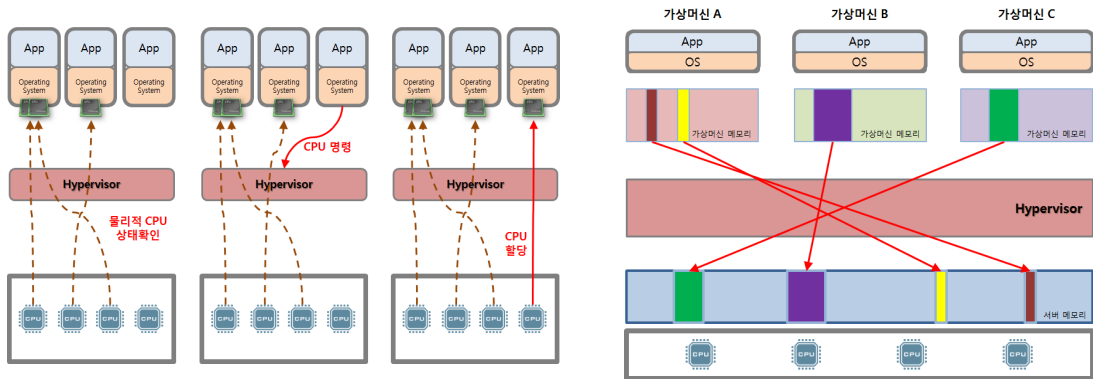 App
App
App
Operating
System
Operating
System
Operating
System
Hypervisor
물리적 CPU
상태확인
CPU
CPU
CPU
CPU
App
App
App
Operating
System
Operating
System
Operating
System
CPU 명령
Hypervisor
CPU
CPU
CPU
CPU
App
App
App
Operating
System
Operating
System
Operating
System
Hypervisor
CPU
할당
CPU
CPU
CPU
CPU
가상머신 A
가상머신 B
가상머신 C
App
OS
App
OS
App
OS
가상머신 메모리
가상머신 메모리
가상머신 메모리
Hypervisor
서버 메모리
CPU
CPU
CPU
CPU